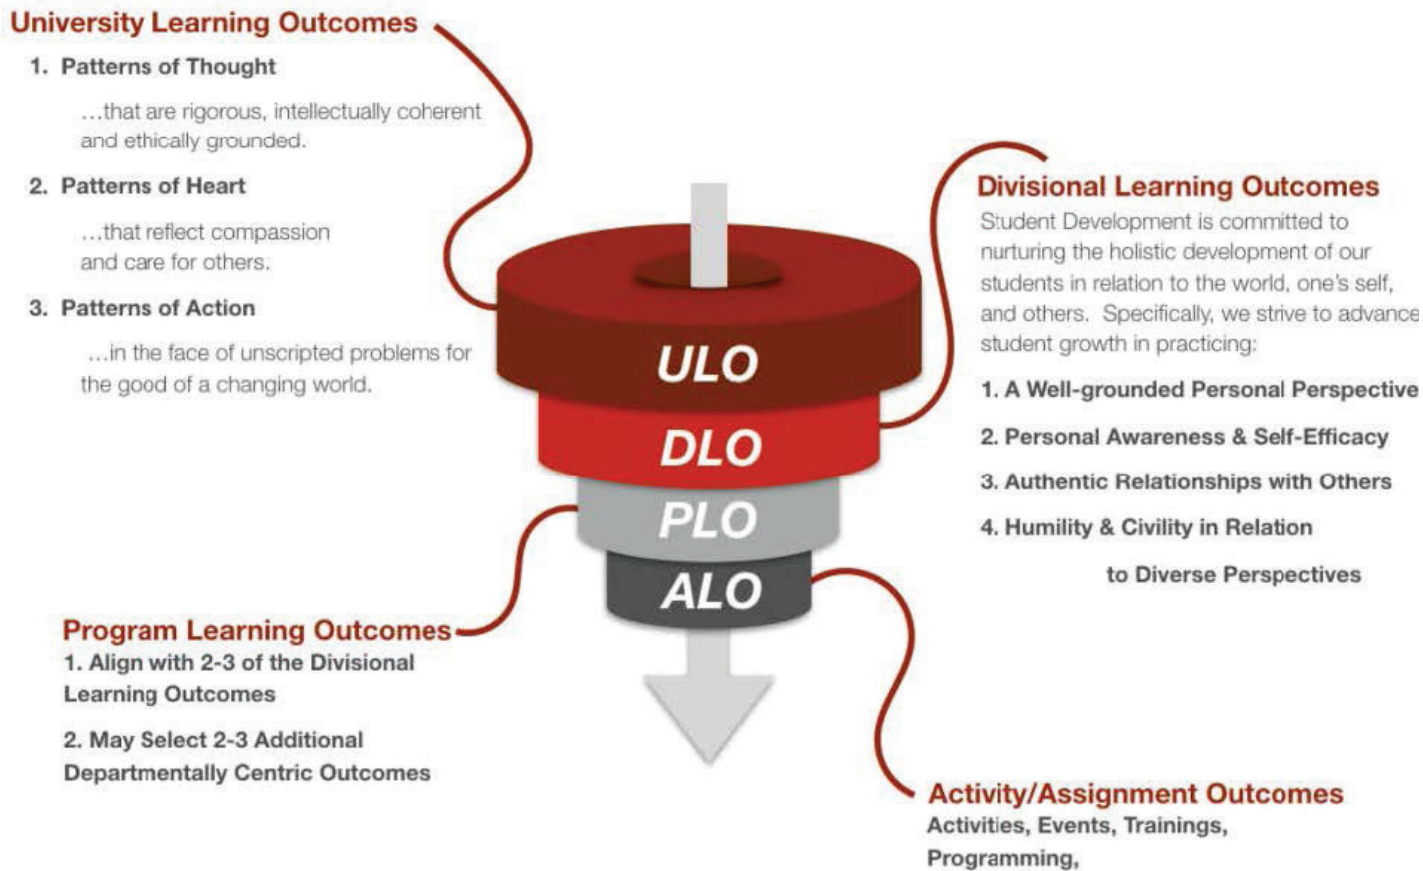 University Learning Outcomes
1. Patterns of Thought
...that are rigorous, intellectually coherent
and ethically grounded.
2. Patterns of Heart
...that reflect compassion
and care for others.
3. Patterns of Action
...in the face of unscripted problems for
the good of a changing world.
Divisional Learning Outcomes
Student Development is committed to
nurturing the holistic development of our
students in relation to the world, one's self,
and others. Specifically, we strive to advance
student growth in practicing:
1. A Well-grounded Personal Perspective
2. Personal Awareness & Self-Efficacy
3. Authentic Relationships with Others
4. Humility & Civility in Relation
to Diverse Perspectives
ULO
DLO
PLO
ALO
Program Learning Outcomes
1. Align with 2-3 of the Divisional
Learning Outcomes
2. May Select 2-3 Additional
Departmentally Centric Outcomes
Activity/Assignment Outcomes
Activities, Events, Trainings,
Programming,